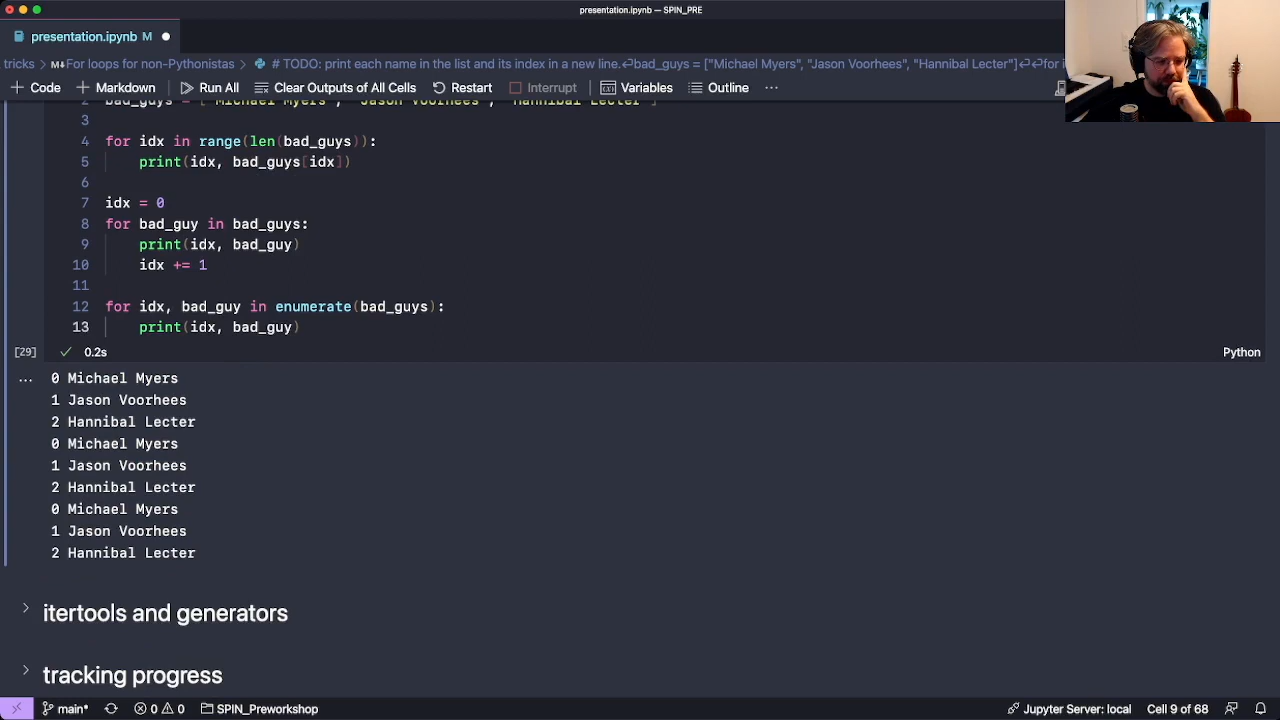 presentation.ipynb — SPIN_PRE
presentation.ipynb M
tricks > M↓For loops for non-Pythonistas > # TODO: print each name in the list and its index in a new line.↵bad_guys = ["Michael Myers", "Jason Voorhees", "Hannibal Lecter"]↵↵for i
+ Code + Markdown Run All Clear Outputs of All Cells Restart Interrupt Variables Outline ...
2 bad_guys = ["Michael Myers", "Jason Voorhees", "Hannibal Lecter"]
3
4 for idx in range(len(bad_guys)):
5 print(idx, bad_guys[idx])
6
7 idx = 0
8 for bad_guy in bad_guys:
9 print(idx, bad_guy)
10 idx += 1
11
12 for idx, bad_guy in enumerate(bad_guys):
13 print(idx, bad_guy)
[29] ✓ 0.2s Python
... 0 Michael Myers
1 Jason Voorhees
2 Hannibal Lecter
0 Michael Myers
1 Jason Voorhees
2 Hannibal Lecter
0 Michael Myers
1 Jason Voorhees
2 Hannibal Lecter
> itertools and generators
> tracking progress
main* 0 0 SPIN_Preworkshop Jupyter Server: local Cell 9 of 68